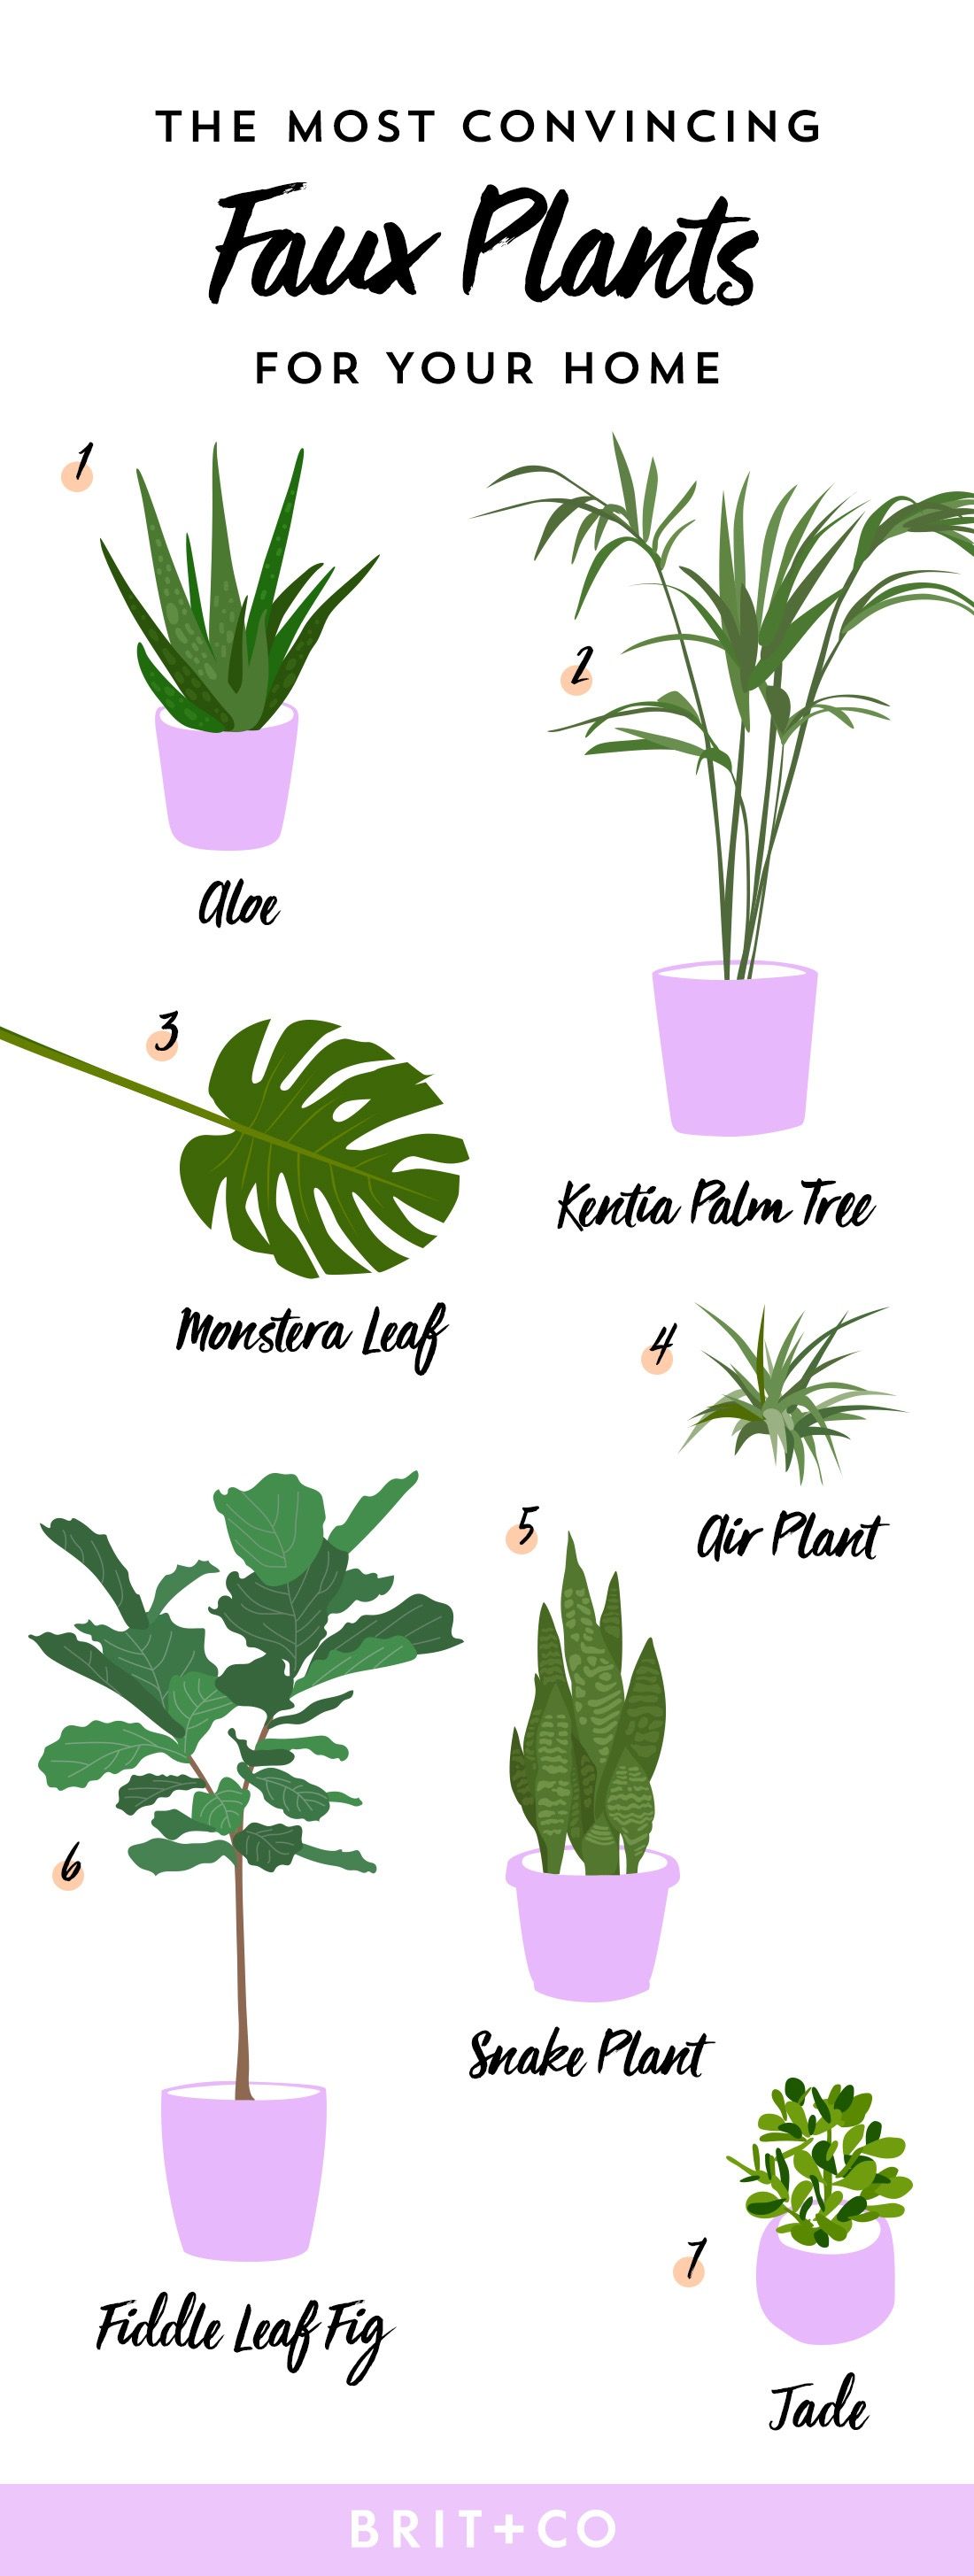 THE MOST CONVINCING
Faux Plants
FOR YOUR HOME
1
Aloe
2
Kentia Palm Tree
3
Monstera Leaf
4
Air Plant
5
Snake Plant
6
Fiddle Leaf Fig
7
Jade
BRIT+CO